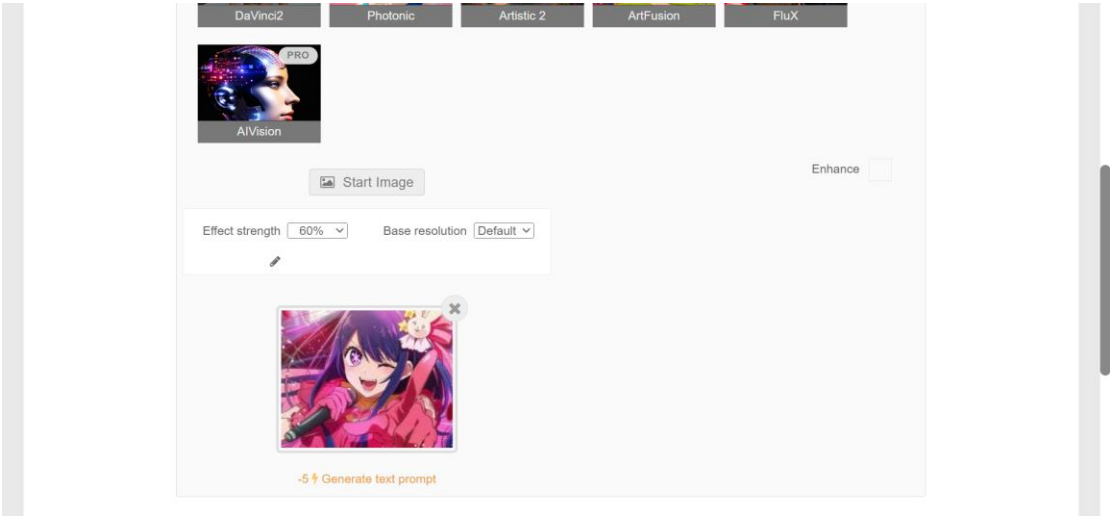 DaVinci2 Photonic Artistic 2 ArtFusion FluX
PRO
AIVision
Start Image
Enhance
Effect strength 60% Base resolution Default
-5 Generate text prompt